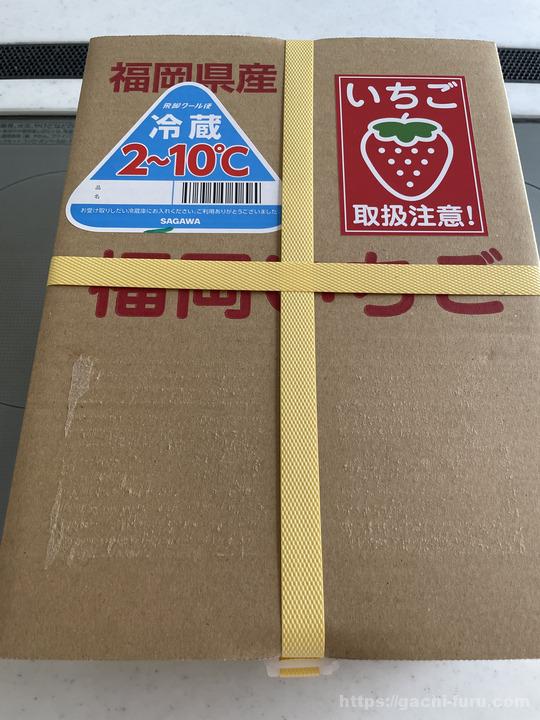 福岡県産
飛脚クール便
冷蔵
2~10℃
品
名
お受け取りしだい冷蔵庫にお入れください。ご利用ありがとうございました
SAGAWA
いちご
取扱注意!
福岡いちご
https://gachi-furu.com